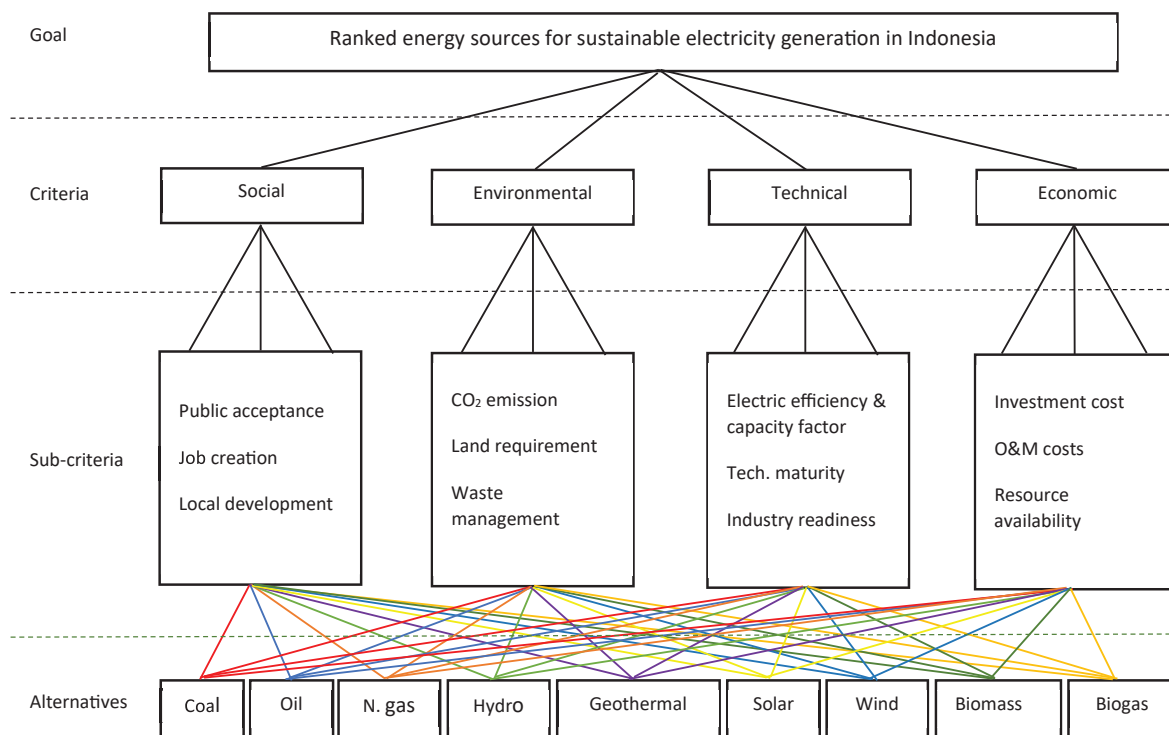 Goal
Ranked energy sources for sustainable electricity generation in Indonesia
Criteria
Social
Environmental
Technical
Economic
Sub-criteria
Public acceptance
Job creation
Local development
CO₂ emission
Land requirement
Waste
management
Electric efficiency &
capacity factor
Tech. maturity
Industry readiness
Investment cost
O&M costs
Resource
availability
Alternatives
Coal
Oil
N. gas
Hydro
Geothermal
Solar
Wind
Biomass
Biogas